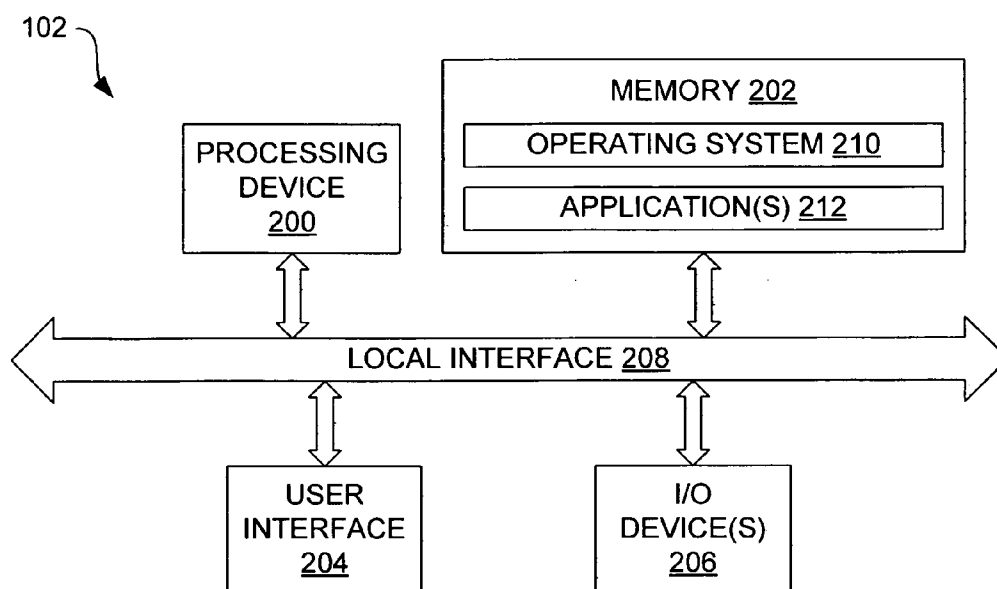 102
MEMORY 202
OPERATING SYSTEM 210
APPLICATION(S) 212
PROCESSING
DEVICE
200
LOCAL INTERFACE 208
USER
INTERFACE
204
I/O
DEVICE(S)
206